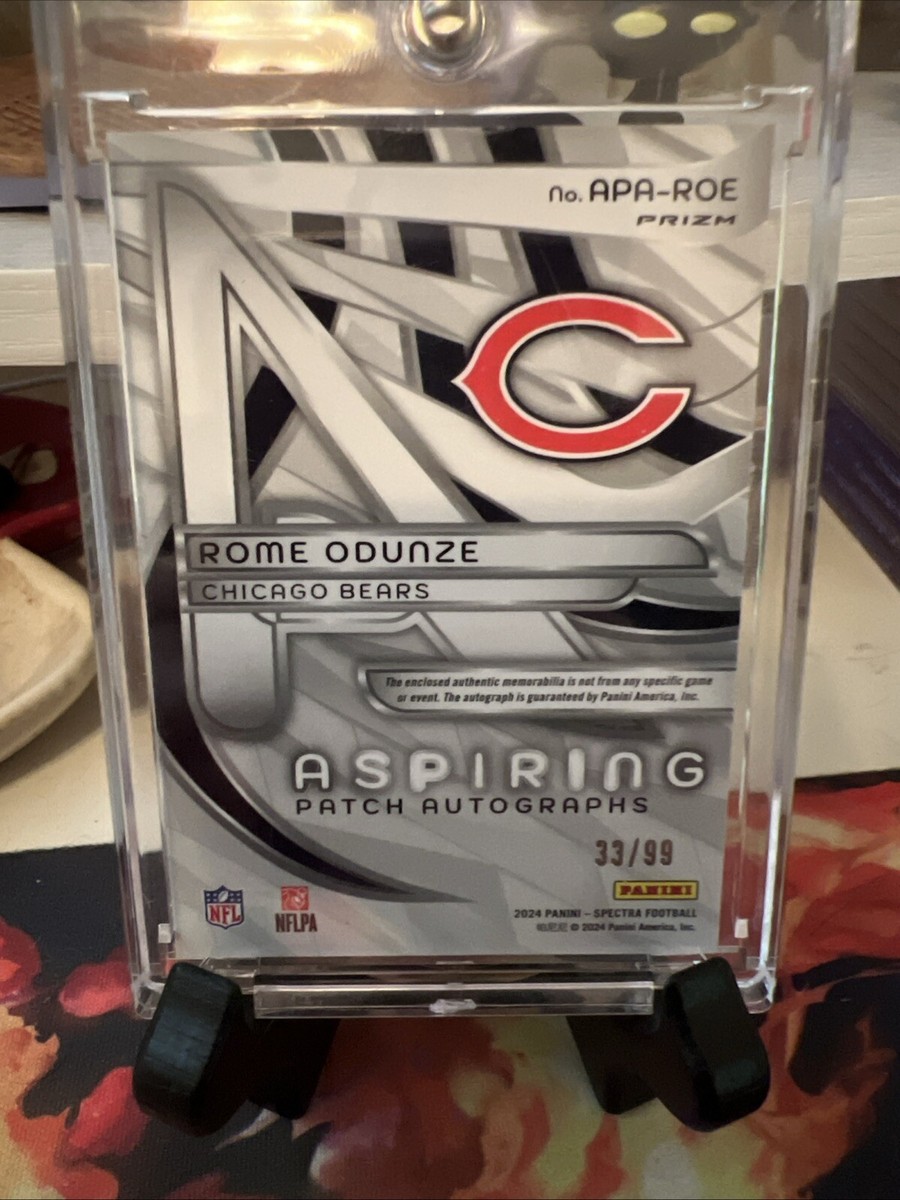 No. APA-ROE
PRIZM
ROME ODUNZE
CHICAGO BEARS
The enclosed authentic memorabilia is not from any specific game
or event. The autograph is guaranteed by Panini America, Inc.
ASPIRING
PATCH AUTOGRAPHS
33/99
PANINI
NFL
NFLPA
2024 PANINI – SPECTRA FOOTBALL
© 2024 Panini America, Inc.